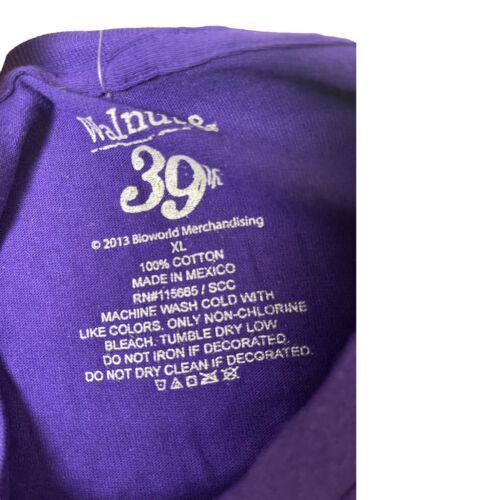 Walnut &
39th
© 2013 Bioworld Merchandising
XL
100% COTTON
MADE IN MEXICO
RN#115665 / SCC
MACHINE WASH COLD WITH
LIKE COLORS. ONLY NON-CHLORINE
BLEACH. TUMBLE DRY LOW
DO NOT IRON IF DECORATED.
DO NOT DRY CLEAN IF DECORATED.